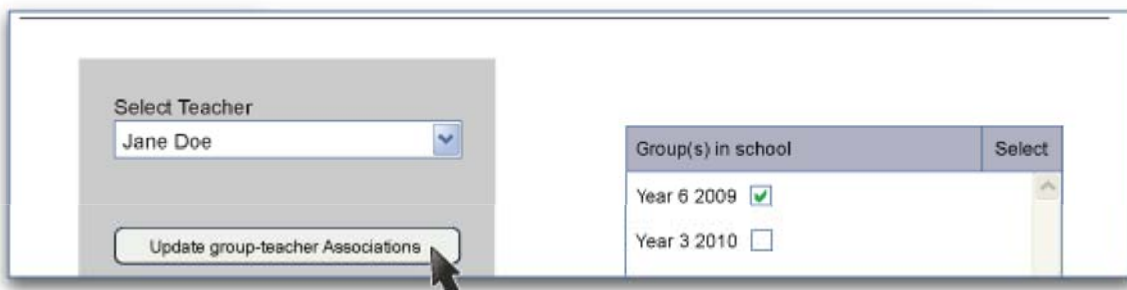 Select Teacher
Jane Doe
Update group-teacher Associations
Group(s) in school Select
Year 6 2009
Year 3 2010